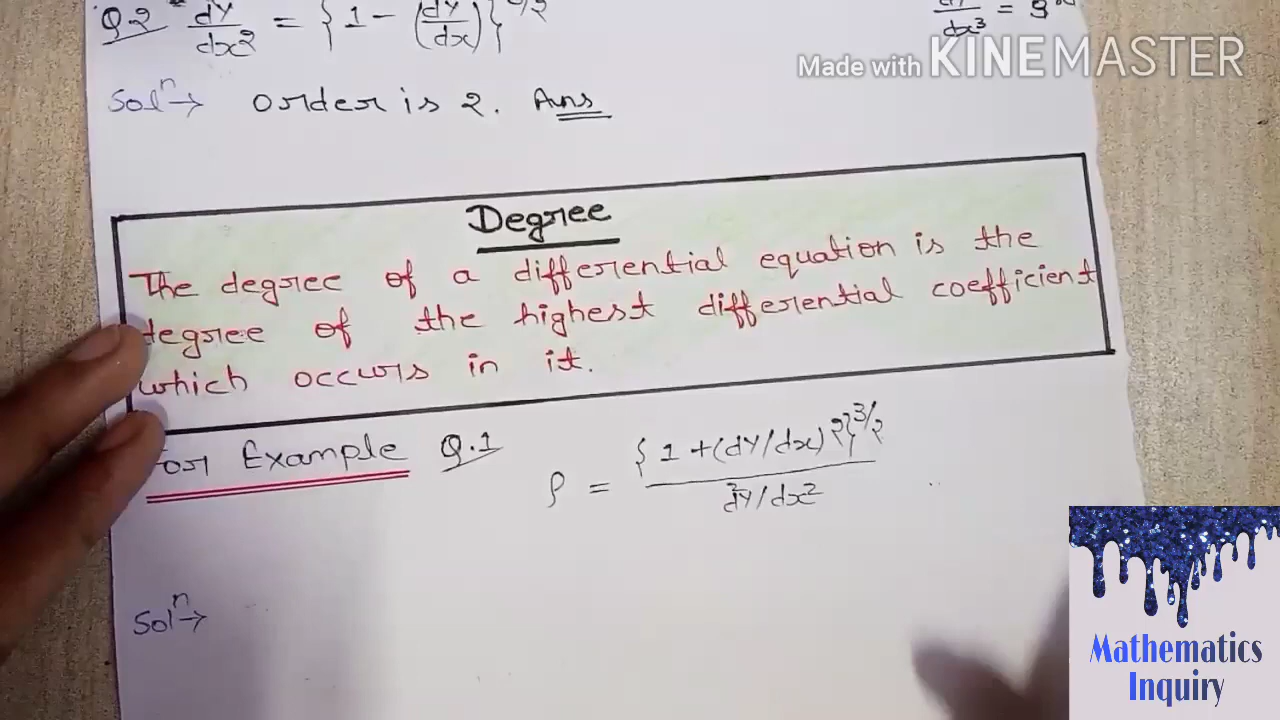 Q.2 d²y/dx² = {1 - (dy/dx)}
Made with KINEMASTER
Solⁿ→ order is 2. Ans
Degree
The degree of a differential equation is the
degree of the highest differential coefficient
which occurs in it.
For Example Q.1 ρ = {1+(dy/dx)²}^3/2 / d²y/dx²
Solⁿ→
Mathematics
Inquiry